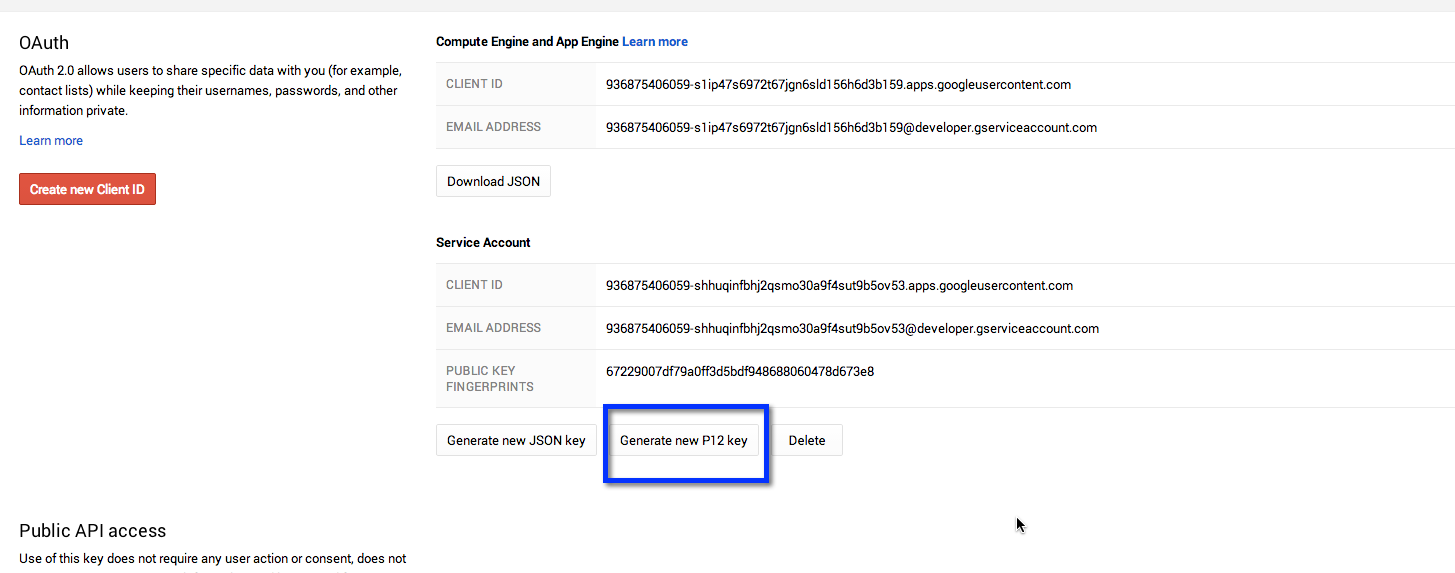 OAuth
OAuth 2.0 allows users to share specific data with you (for example,
contact lists) while keeping their usernames, passwords, and other
information private.
Learn more
Create new Client ID
Compute Engine and App Engine Learn more
CLIENT ID 936875406059-s1ip47s6972t67jgn6sld156h6d3b159.apps.googleusercontent.com
EMAIL ADDRESS 936875406059-s1ip47s6972t67jgn6sld156h6d3b159@developer.gserviceaccount.com
Download JSON
Service Account
CLIENT ID 936875406059-shhuqinfbhj2qsmo30a9f4sut9b5ov53.apps.googleusercontent.com
EMAIL ADDRESS 936875406059-shhuqinfbhj2qsmo30a9f4sut9b5ov53@developer.gserviceaccount.com
PUBLIC KEY 67229007df79a0ff3d5bdf948688060478d673e8
FINGERPRINTS
Generate new JSON key Generate new P12 key Delete
Public API access
Use of this key does not require any user action or consent, does not